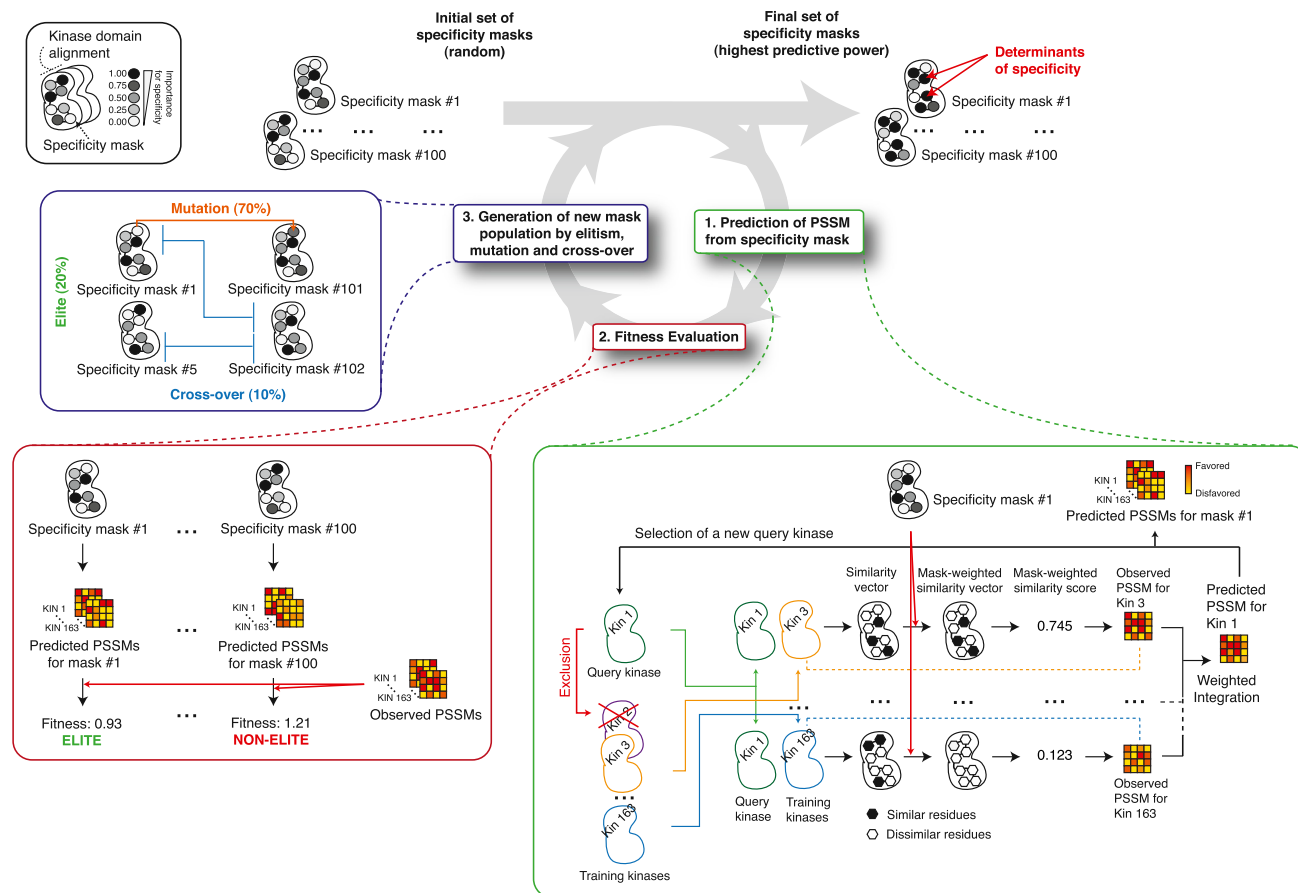 Kinase domain
alignment
1.00
0.75
0.50
0.25
0.00
Importance
for specificity
Specificity mask
Initial set of
specificity masks
(random)
Specificity mask #1
... ... ...
Specificity mask #100
Final set of
specificity masks
(highest predictive power)
Determinants
of specificity
Specificity mask #1
... ... ...
Specificity mask #100
1. Prediction of PSSM
from specificity mask
2. Fitness Evaluation
3. Generation of new mask
population by elitism,
mutation and cross-over
Mutation (70%)
Elite (20%)
Specificity mask #1
Specificity mask #101
Specificity mask #5
Specificity mask #102
Cross-over (10%)
Specificity mask #1
...
Specificity mask #100
KIN 1
KIN 163
Predicted PSSMs
for mask #1
...
KIN 1
KIN 163
Predicted PSSMs
for mask #100
KIN 1
KIN 163
Observed PSSMs
Fitness: 0.93
ELITE
...
Fitness: 1.21
NON-ELITE
Specificity mask #1
KIN 1
KIN 163
Favored
Disfavored
Predicted PSSMs for mask #1
Selection of a new query kinase
Similarity
vector
Mask-weighted
similarity vector
Mask-weighted
similarity score
Observed
PSSM for
Kin 3
Predicted
PSSM for
Kin 1
Kin 1
Query kinase
Exclusion
Kin 2
Kin 3
...
Kin 163
Training kinases
Kin 1
Kin 3
0.745
Weighted
Integration
... ... ... ... ...
Kin 1
Kin 163
0.123
Query
kinase
Training
kinases
Observed
PSSM for
Kin 163
Similar residues
Dissimilar residues